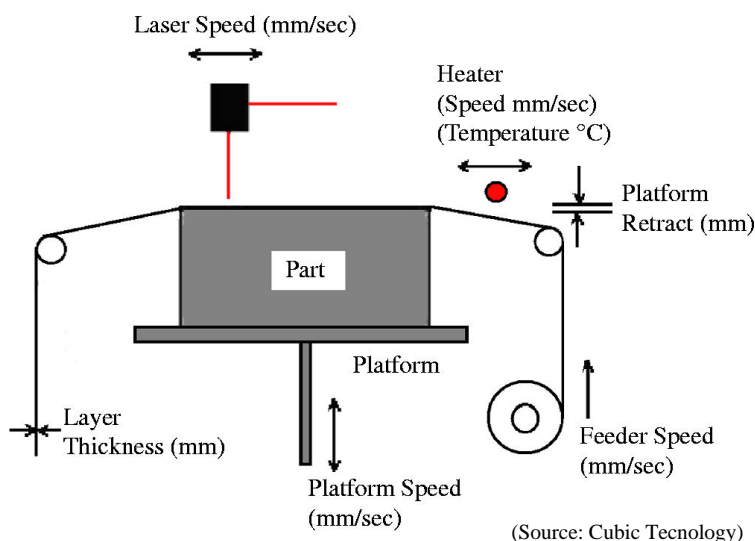 Laser Speed (mm/sec)
Heater
(Speed mm/sec)
(Temperature °C)
Platform
Retract (mm)
Part
Platform
Layer
Thickness (mm)
Platform Speed
(mm/sec)
Feeder Speed
(mm/sec)
(Source: Cubic Tecnology)